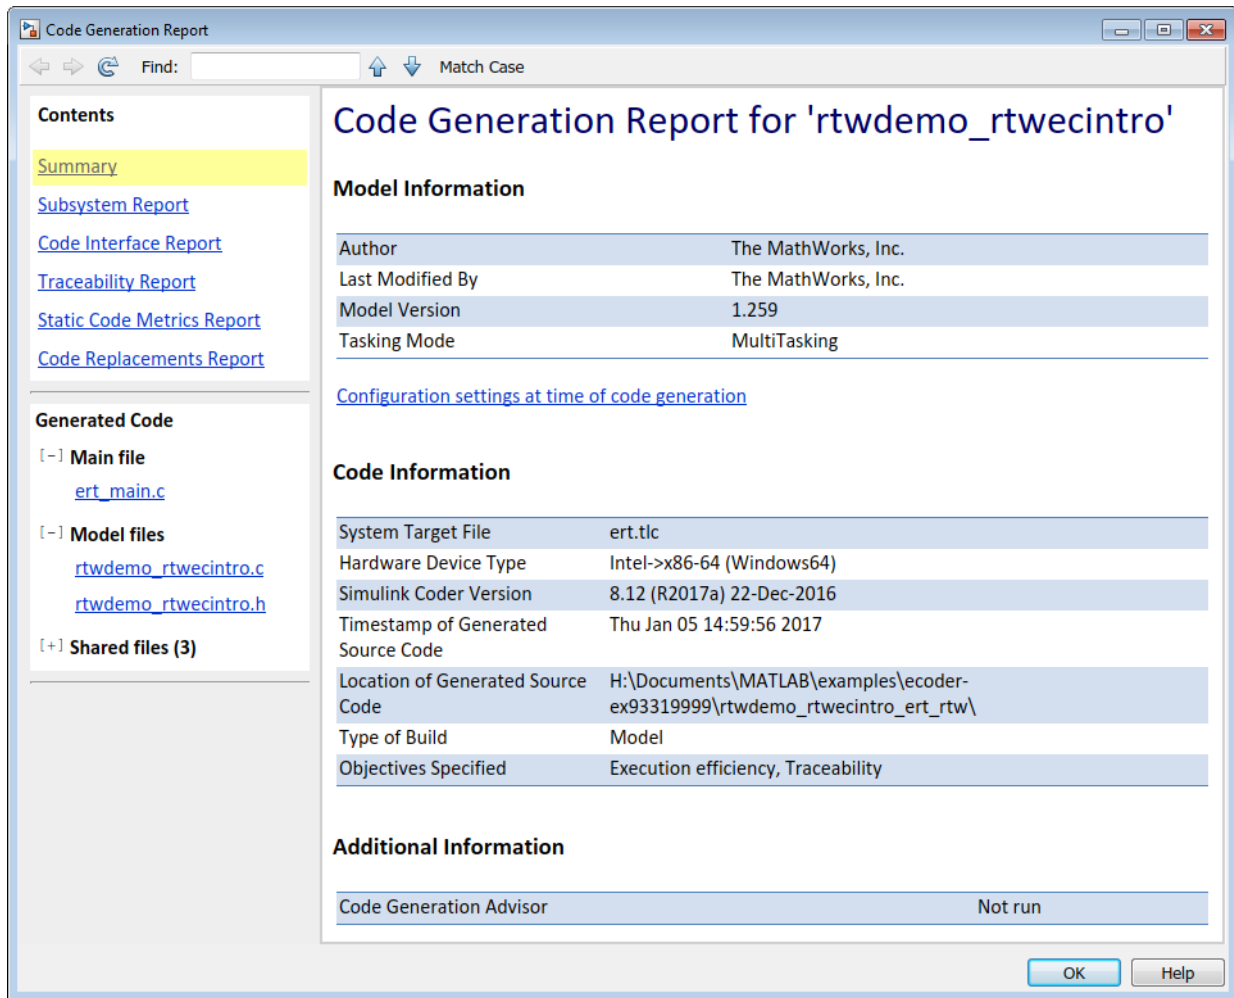 Code Generation Report
Find:
Match Case
Contents
Summary
Subsystem Report
Code Interface Report
Traceability Report
Static Code Metrics Report
Code Replacements Report
Generated Code
[-] Main file
ert_main.c
[-] Model files
rtwdemo_rtwecintro.c
rtwdemo_rtwecintro.h
[+] Shared files (3)
Code Generation Report for 'rtwdemo_rtwecintro'
Model Information
Author The MathWorks, Inc.
Last Modified By The MathWorks, Inc.
Model Version 1.259
Tasking Mode MultiTasking
Configuration settings at time of code generation
Code Information
System Target File ert.tlc
Hardware Device Type Intel->x86-64 (Windows64)
Simulink Coder Version 8.12 (R2017a) 22-Dec-2016
Timestamp of Generated Thu Jan 05 14:59:56 2017
Source Code
Location of Generated Source H:\Documents\MATLAB\examples\ecoder-
Code ex93319999\rtwdemo_rtwecintro_ert_rtw\
Type of Build Model
Objectives Specified Execution efficiency, Traceability
Additional Information
Code Generation Advisor Not run
OK Help